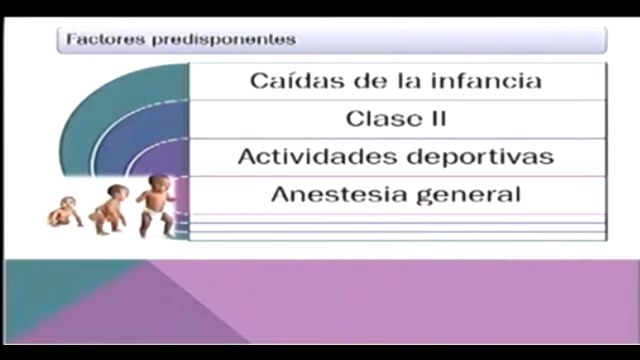 Factores predisponentes
Caídas de la infancia
Clase II
Actividades deportivas
Anestesia general